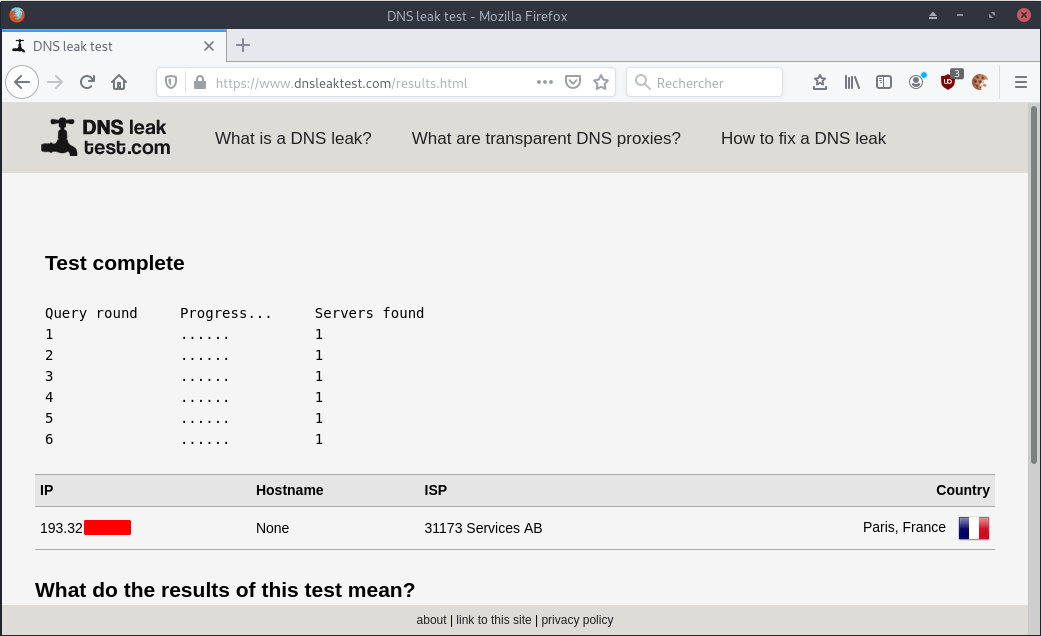 DNS leak test - Mozilla Firefox
DNS leak test
https://www.dnsleaktest.com/results.html
Rechercher
3
DNS leak
test.com
What is a DNS leak? What are transparent DNS proxies? How to fix a DNS leak
Test complete
Query round Progress... Servers found
1 ...... 1
2 ...... 1
3 ...... 1
4 ...... 1
5 ...... 1
6 ...... 1
IP Hostname ISP Country
193.32 None 31173 Services AB Paris, France
What do the results of this test mean?
about | link to this site | privacy policy